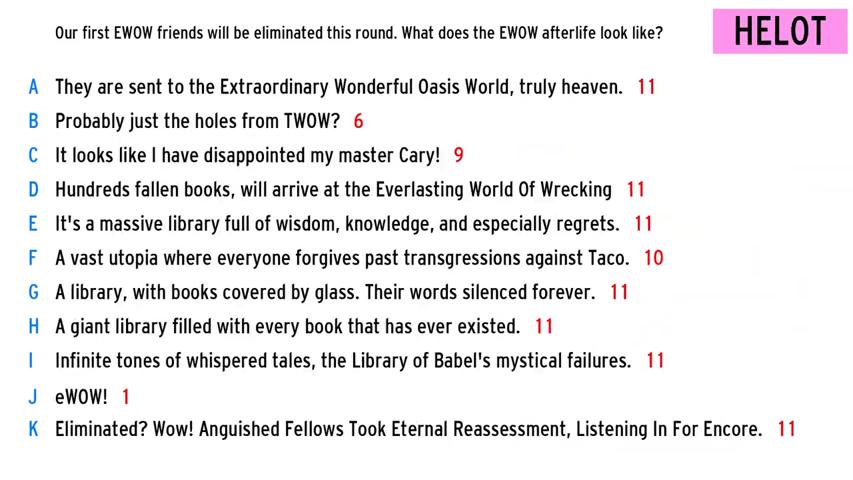 Our first EWOW friends will be eliminated this round. What does the EWOW afterlife look like?
HELOT
A They are sent to the Extraordinary Wonderful Oasis World, truly heaven. 11
B Probably just the holes from TWOW? 6
C It looks like I have disappointed my master Cary! 9
D Hundreds fallen books, will arrive at the Everlasting World Of Wrecking 11
E It's a massive library full of wisdom, knowledge, and especially regrets. 11
F A vast utopia where everyone forgives past transgressions against Taco. 10
G A library, with books covered by glass. Their words silenced forever. 11
H A giant library filled with every book that has ever existed. 11
I Infinite tones of whispered tales, the Library of Babel's mystical failures. 11
J eWOW! 1
K Eliminated? Wow! Anguished Fellows Took Eternal Reassessment, Listening In For Encore. 11